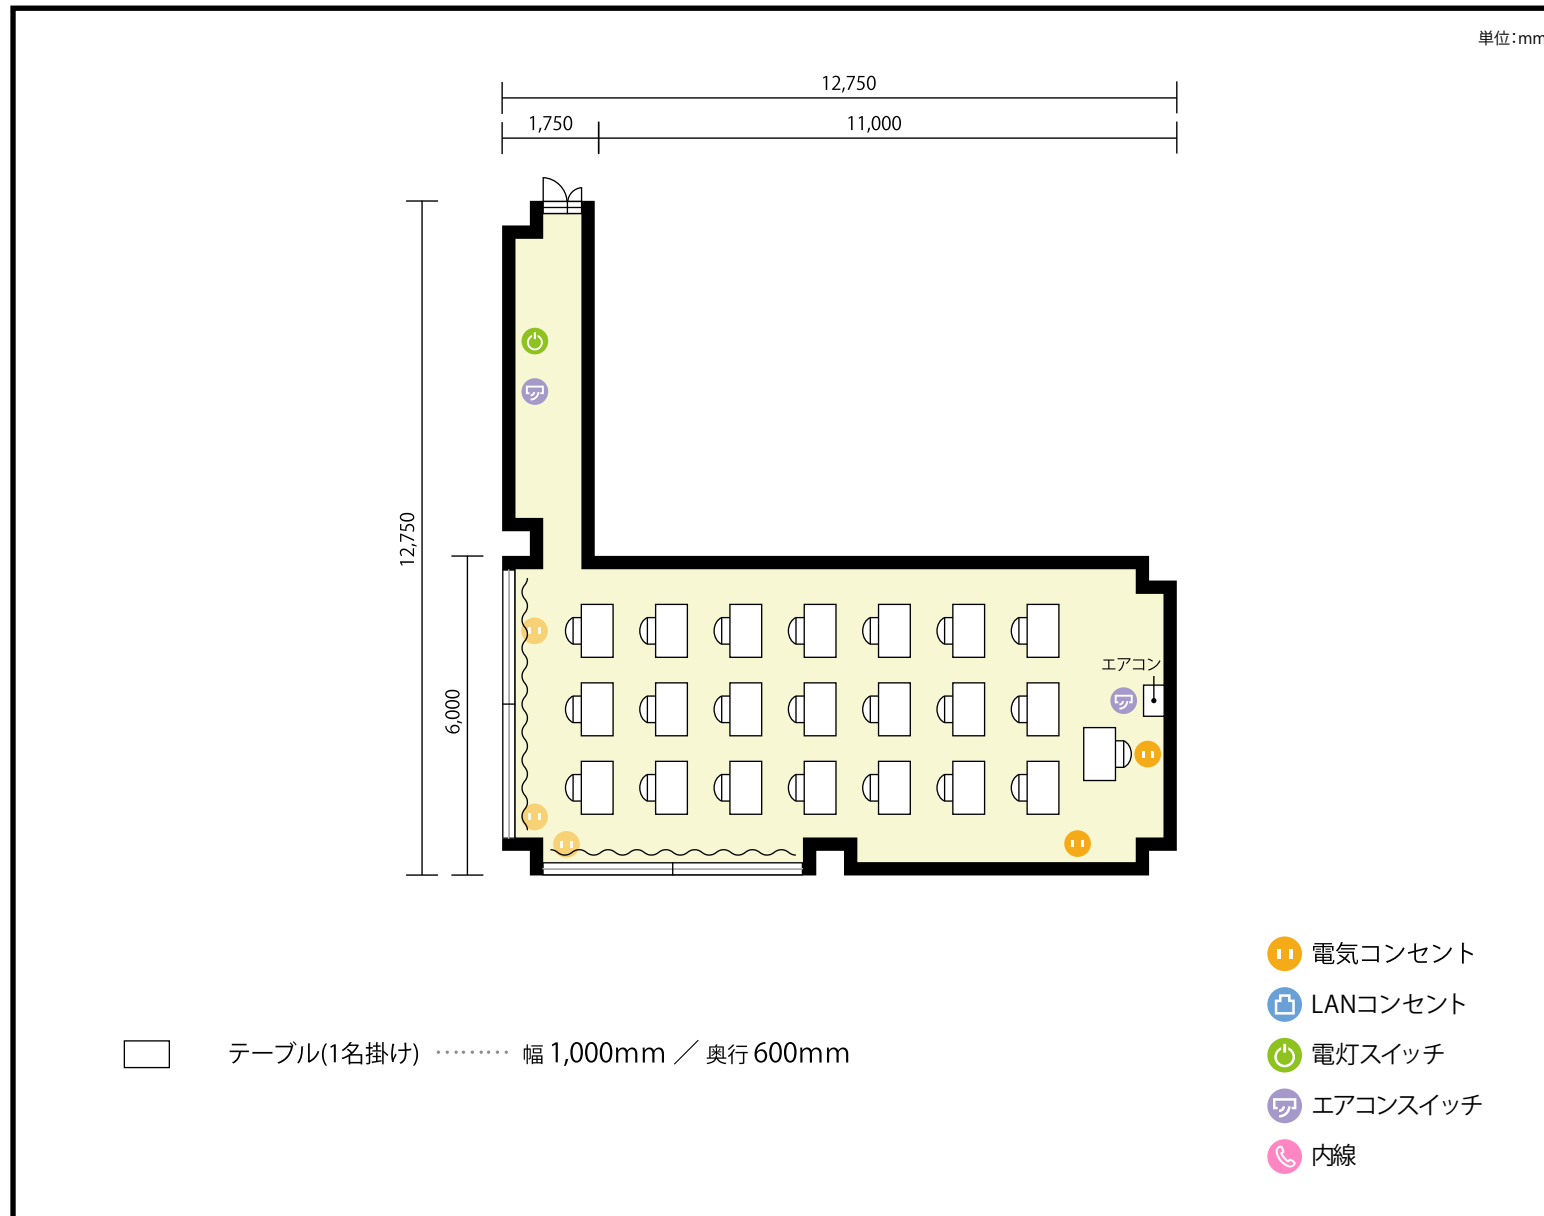 単位:mm
12,750
1,750
11,000
12,750
6,000
エアコン
電気コンセント
LANコンセント
電灯スイッチ
エアコンスイッチ
内線
テーブル(1名掛け) ········· 幅 1,000mm ／ 奥行 600mm